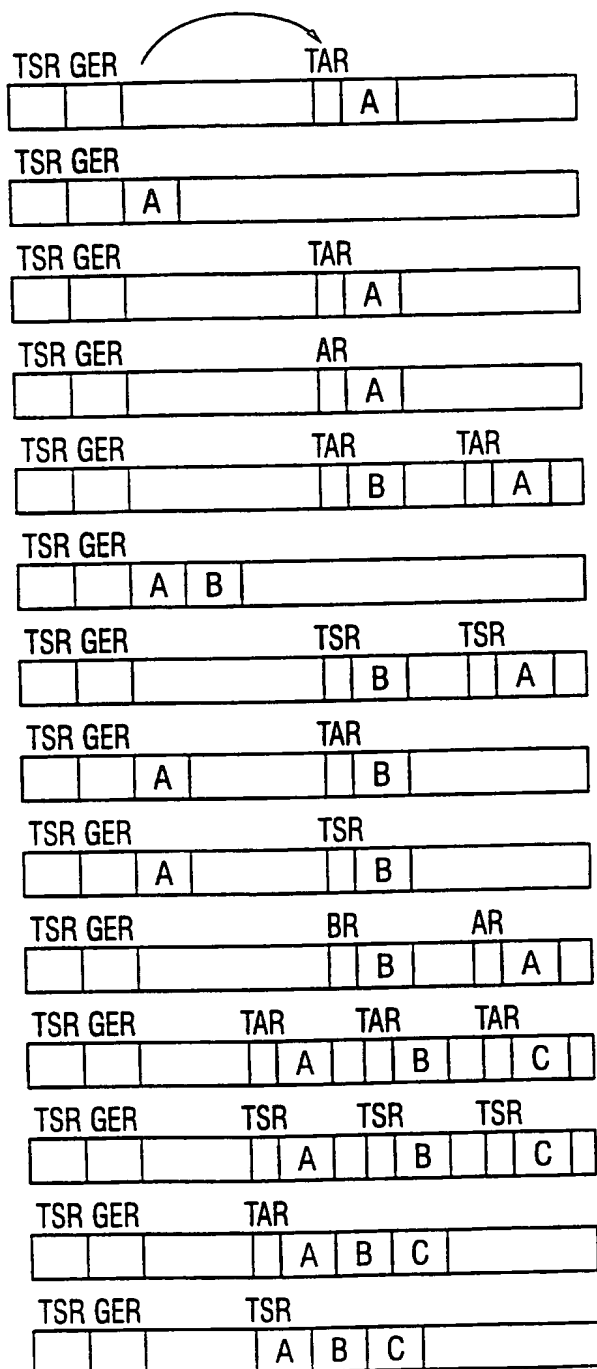 TSR GER TAR
A
TSR GER
A
TSR GER TAR
A
TSR GER AR
A
TSR GER TAR TAR
B A
TSR GER
A B
TSR GER TSR TSR
B A
TSR GER TAR
A B
TSR GER TSR
A B
TSR GER BR AR
B A
TSR GER TAR TAR TAR
A B C
TSR GER TSR TSR TSR
A B C
TSR GER TAR
A B C
TSR GER TSR
A B C